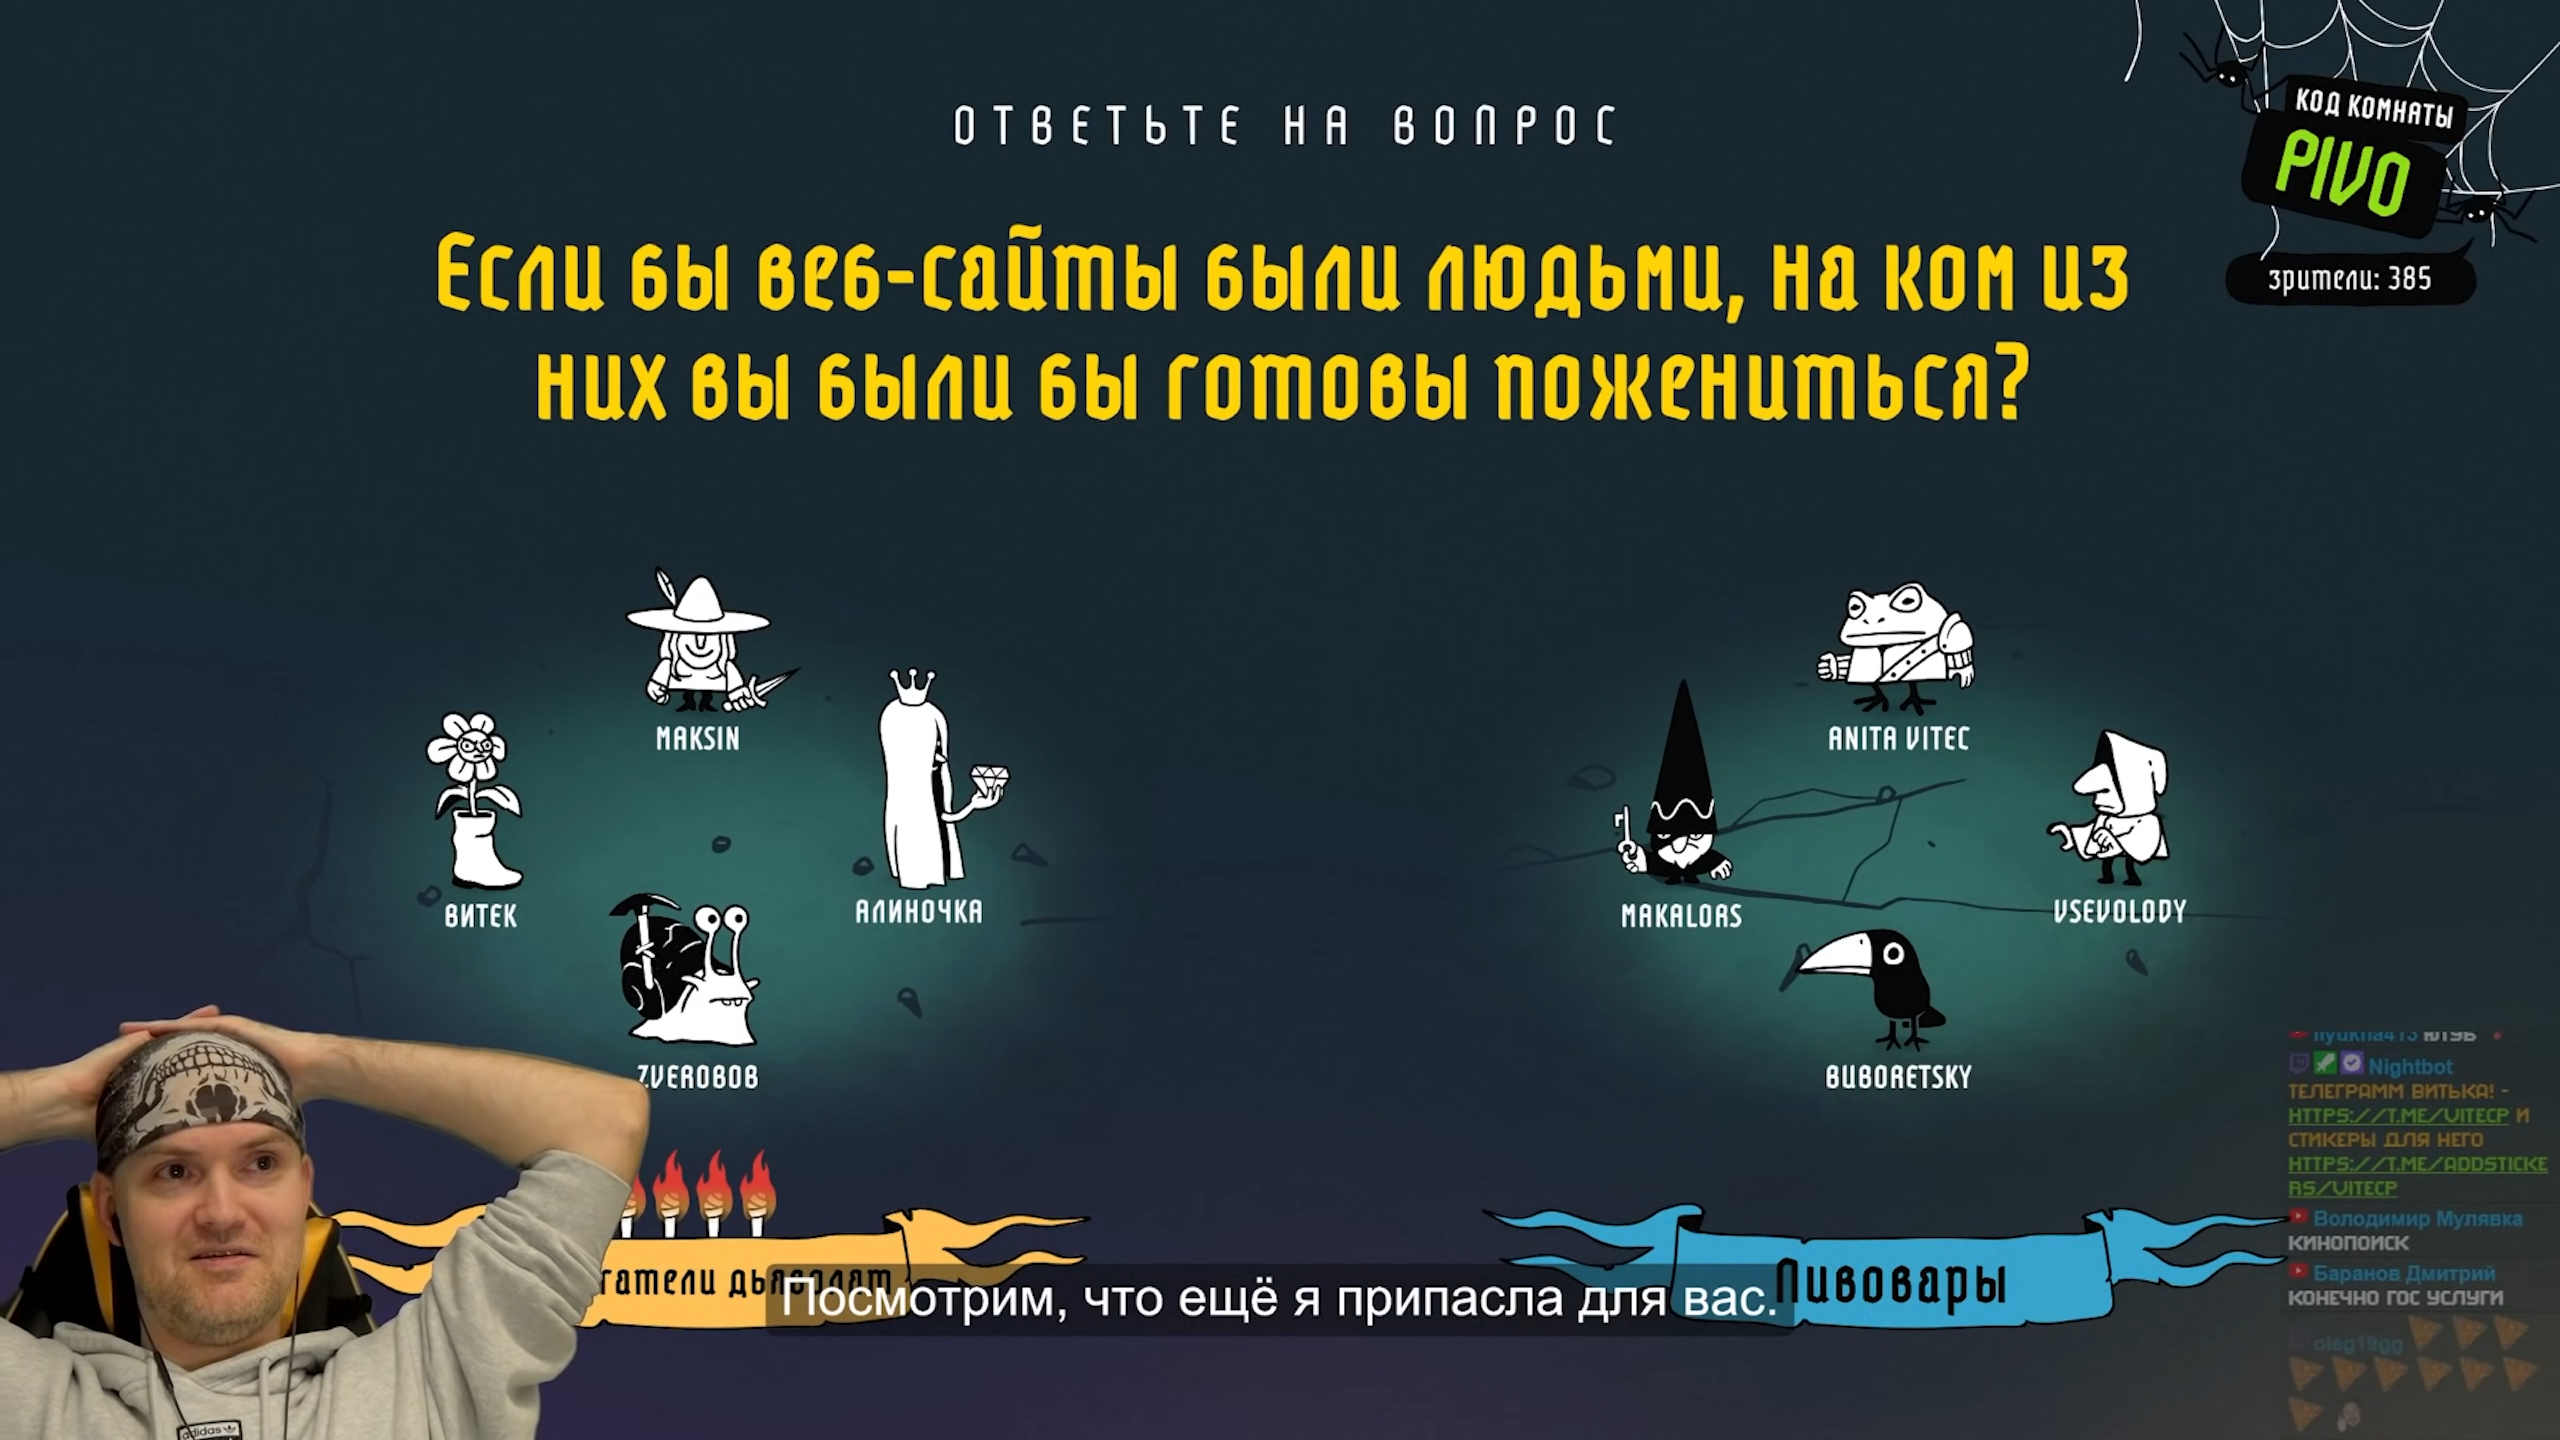 ОТВЕТЬТЕ НА ВОПРОС
КОД КОМНАТЫ
PIVO
зрители: 385
Если бы веб-сайты были людьми, на ком из
них вы были бы готовы пожениться?
MAKSIN
ANITA VITEC
ВИТЕК
АЛИНОЧКА
MAKALOAS
VSEVOLODY
ZVEROBOB
BUBORETSKY
Nightbot
ТЕЛЕГРАММ ВИТЬКА! -
HTTPS://T.ME/VITECP И
СТИКЕРЫ ДЛЯ НЕГО
HTTPS://T.ME/ADDSTICKE
RS/VITECP
Володимир Мулявка
КИНОПОИСК
Баранов Дмитрий
КОНЕЧНО ГОС УСЛУГИ
oleg19gg
Пивовары
Посмотрим, что ещё я припасла для вас.
adidas